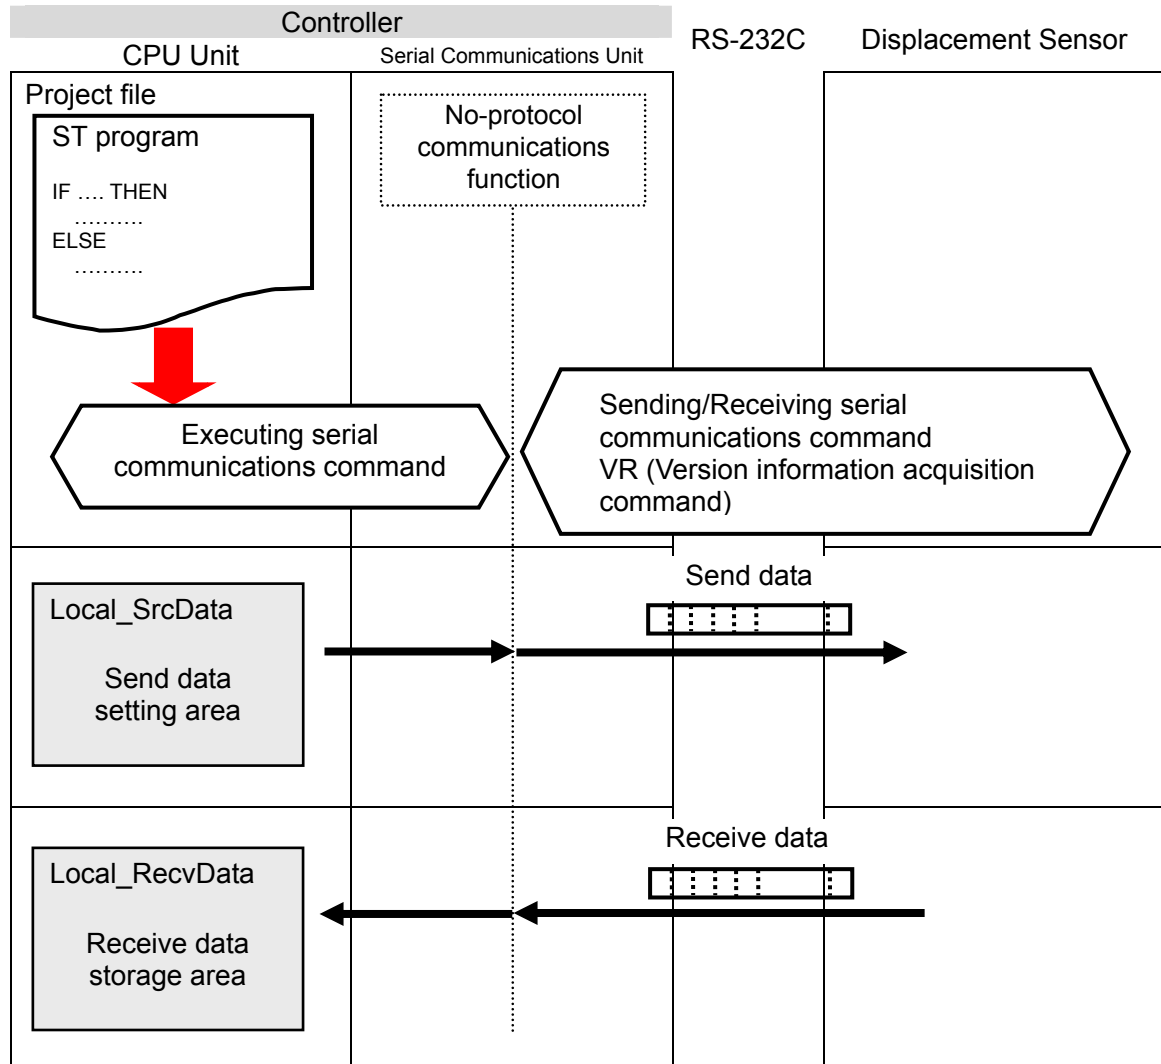 Controller
RS-232C
Displacement Sensor
CPU Unit
Serial Communications Unit
Project file
ST program
IF …. THEN
……….
ELSE
……….
No-protocol
communications
function
Executing serial
communications command
Sending/Receiving serial
communications command
VR (Version information acquisition
command)
Send data
Local_SrcData
Send data
setting area
Receive data
Local_RecvData
Receive data
storage area